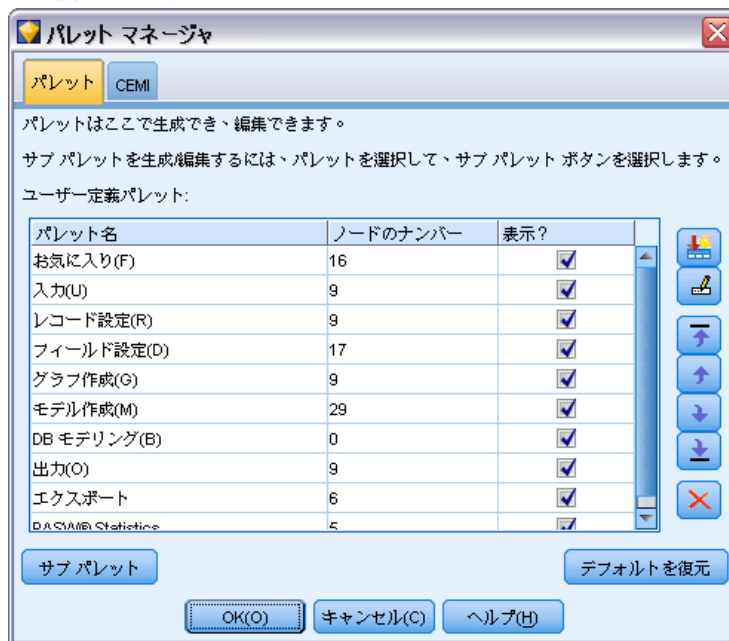 パレット マネージャ
パレット CEMI
パレットはここで生成でき、編集できます。
サブ パレットを生成/編集するには、パレットを選択して、サブ パレット ボタンを選択します。
ユーザー定義パレット:
パレット名 ノードのナンバー 表示?
お気に入り(F) 16
入力(U) 9
レコード設定(R) 9
フィールド設定(D) 17
グラフ作成(G) 9
モデル作成(M) 29
DB モデリング(B) 0
出力(O) 9
エクスポート 6
PASW® Statistics 5
サブ パレット デフォルトを復元
OK(O) キャンセル(C) ヘルプ(H)